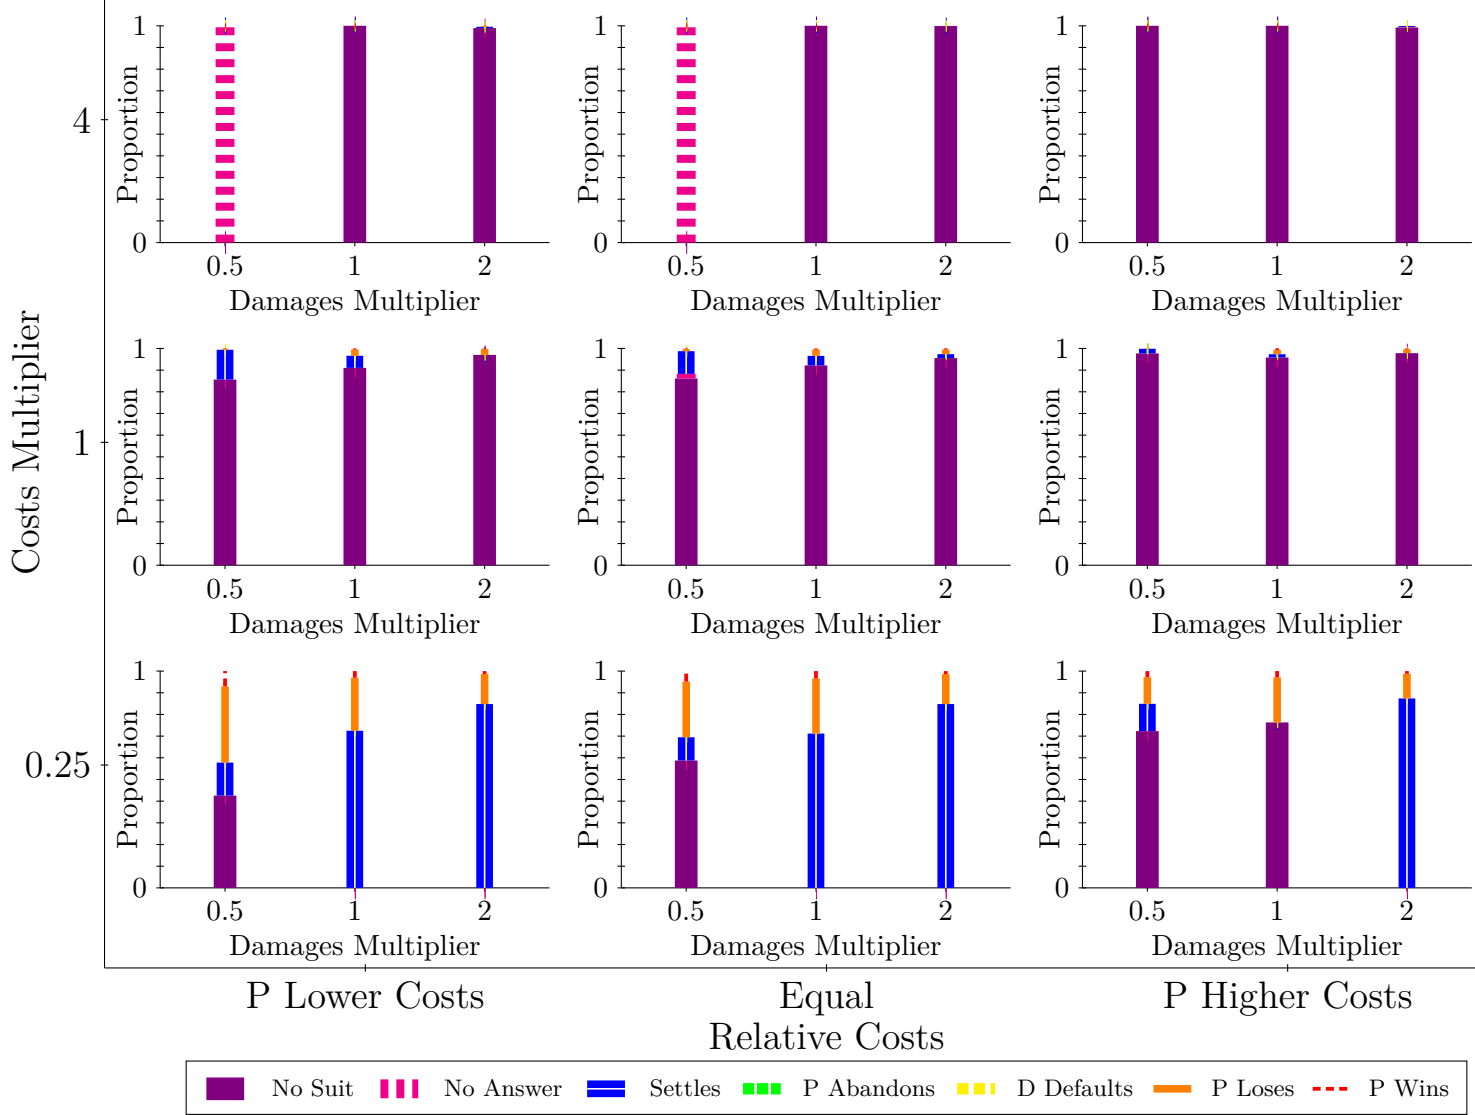 Costs Multiplier
4
1
0.25
Proportion
1
0
0.5 1 2
Damages Multiplier
Proportion
1
0
0.5 1 2
Damages Multiplier
Proportion
1
0
0.5 1 2
Damages Multiplier
Proportion
1
0
0.5 1 2
Damages Multiplier
Proportion
1
0
0.5 1 2
Damages Multiplier
Proportion
1
0
0.5 1 2
Damages Multiplier
Proportion
1
0
0.5 1 2
Damages Multiplier
Proportion
1
0
0.5 1 2
Damages Multiplier
Proportion
1
0
0.5 1 2
Damages Multiplier
P Lower Costs Equal P Higher Costs
Relative Costs
No Suit No Answer Settles P Abandons D Defaults P Loses P Wins